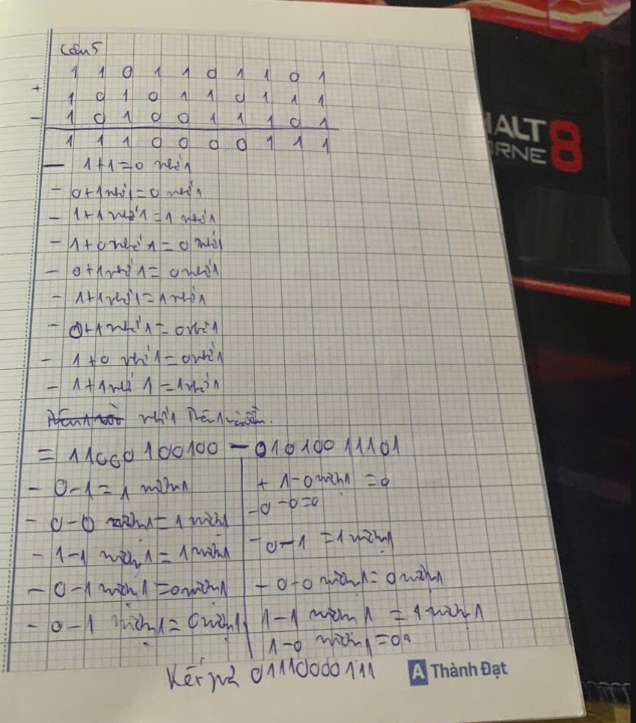 Câu 5
1 1 0 1 1 0 1 1 0 1
+
1 0 1 0 1 1 0 1 1 1
-
1 0 1 0 0 1 1 1 0 1
1 1 1 0 0 0 0 1 1 1
- 1+1=0 nhớ 1
- 0+1 nhớ 1=0 nhớ 1
- 1+1 nhớ 1=1 nhớ 1
- 1+0 nhớ 1=0 nhớ 1
- 0+1 nhớ 1=0 nhớ 1
- 1+1 nhớ 1=1 nhớ 1
- 0+1 nhớ 1=0 nhớ 1
- 1+0 nhớ 1=0 nhớ 1
- 1+1 nhớ 1=1 nhớ 1
nhớ 1
= 11000100100 - 01010011101
- 0-1=1 mượn 1
- 0-0 mượn 1=1 mượn 1
- 1-1 mượn 1=1 mượn 1
- 0-1 mượn 1=0 mượn 1
- 0-1 mượn 1=0 mượn 1
+ 1-0 mượn 1=0
-0-0=0
- 0-1=1 mượn 1
- 0-0 mượn 1=0 mượn 1
1-1 mượn 1=1 mượn 1
1-0 mượn 1=0
Kết quả 01110000111
A Thành Đạt
ALT
RNE 8